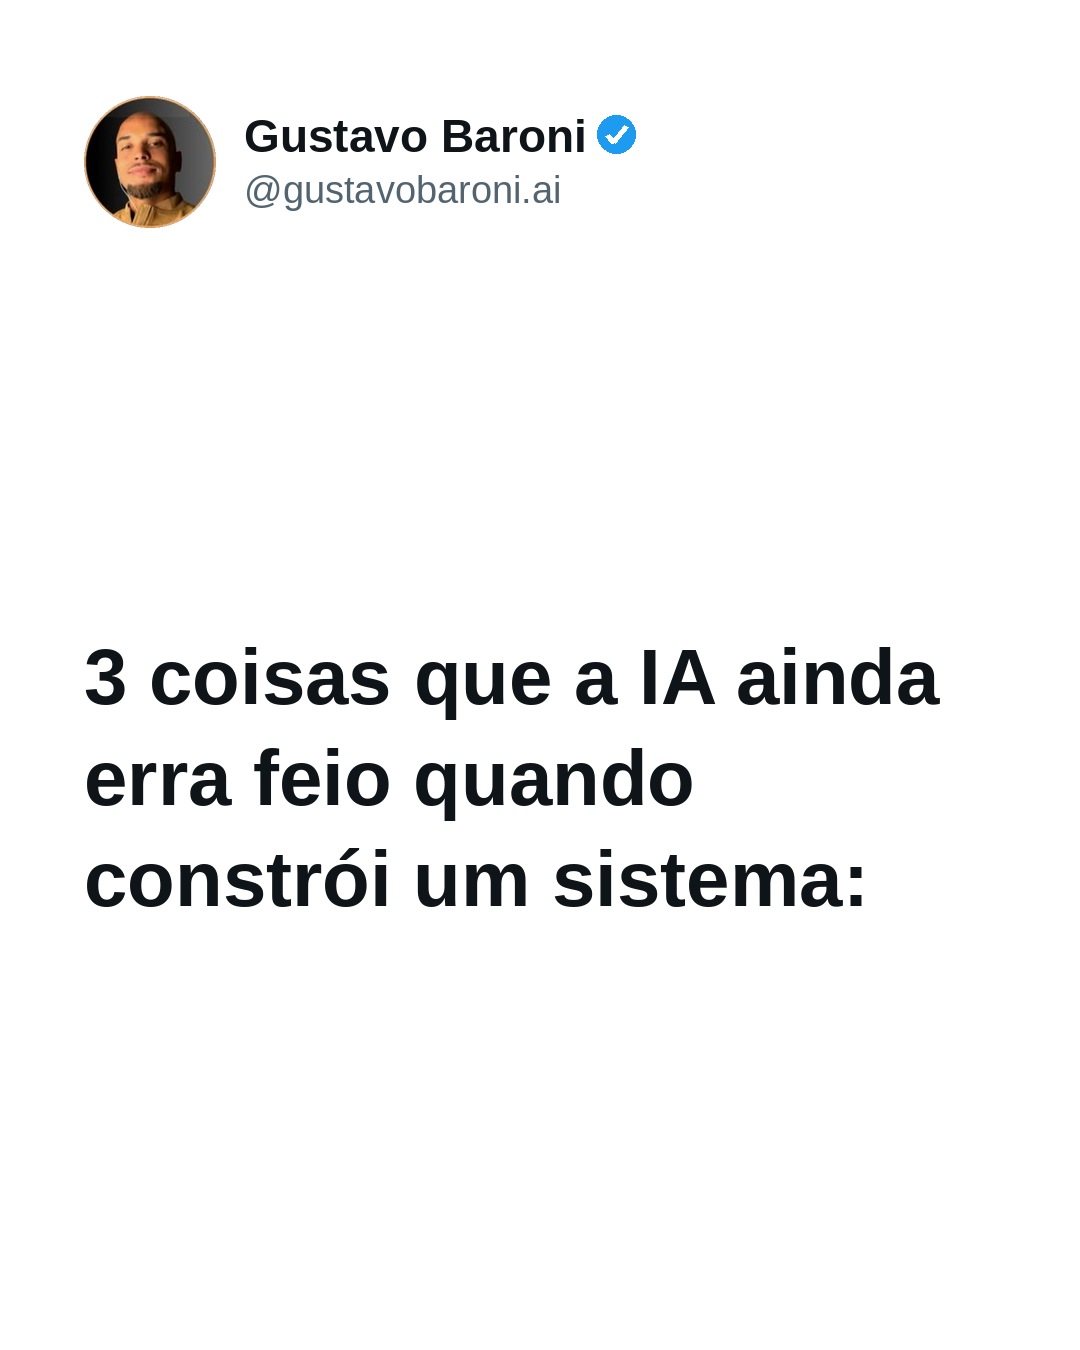 Gustavo Baroni
@gustavobaroni.ai
3 coisas que a IA ainda
erra feio quando
constrói um sistema: